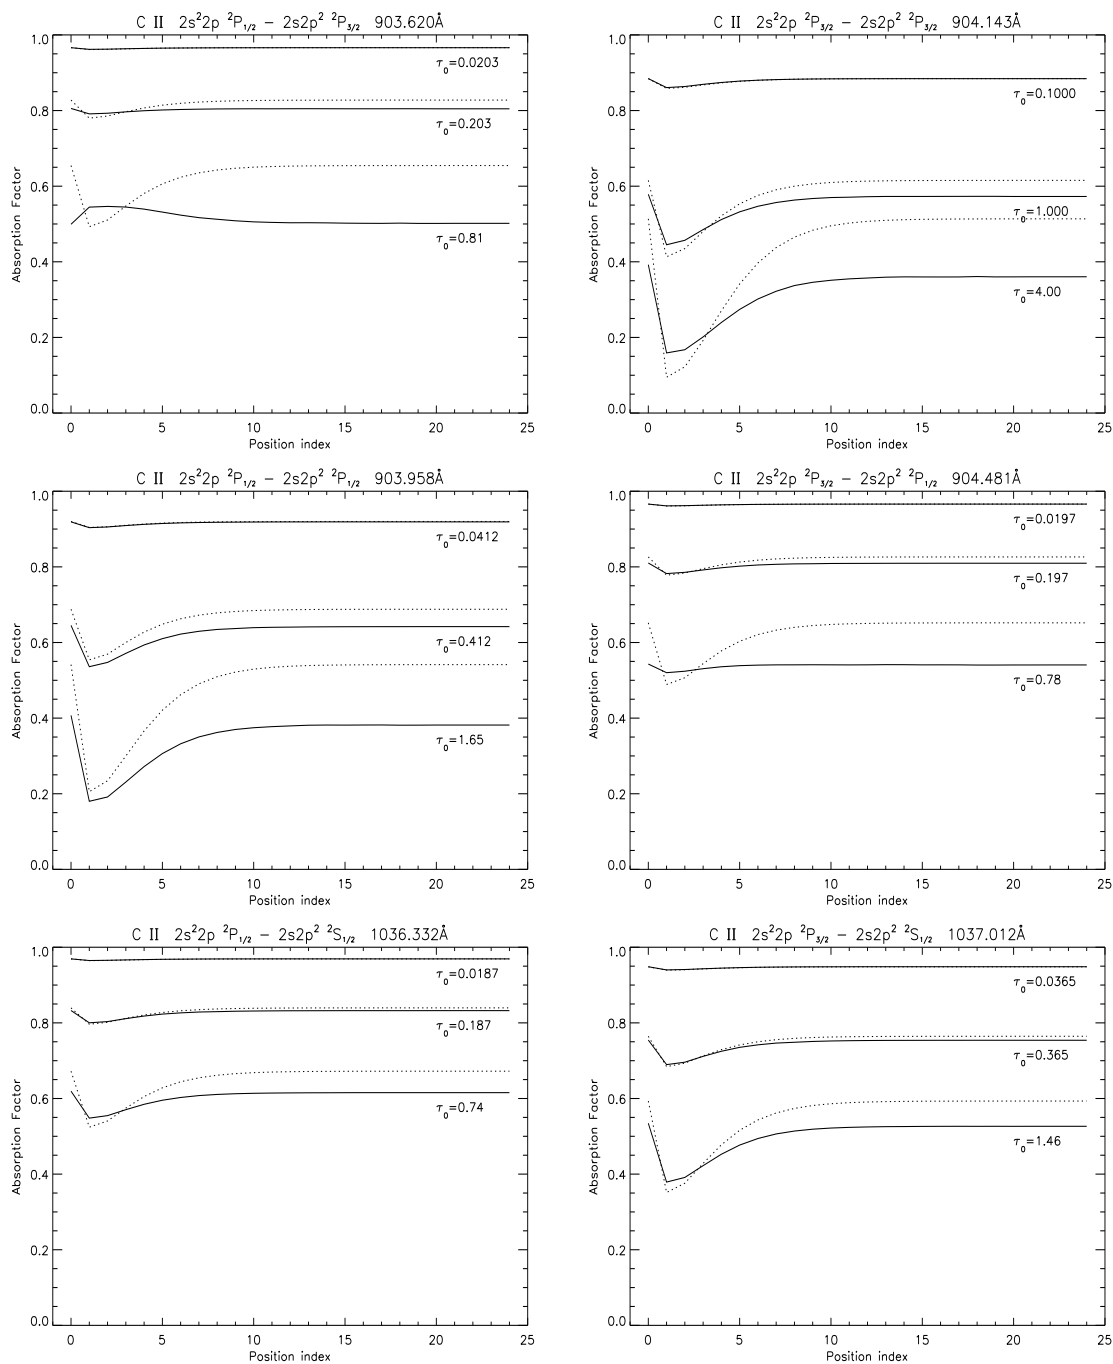 C II 2s²2p ²P₁/₂ – 2s2p² ²P₃/₂ 903.620Å
1.0
0.8
0.6
0.4
0.2
0.0
Absorption Factor
τ₀=0.0203
τ₀=0.203
τ₀=0.81
0 5 10 15 20 25
Position index
C II 2s²2p ²P₃/₂ – 2s2p² ²P₃/₂ 904.143Å
1.0
0.8
0.6
0.4
0.2
0.0
Absorption Factor
τ₀=0.1000
τ₀=1.000
τ₀=4.00
0 5 10 15 20 25
Position index
C II 2s²2p ²P₁/₂ – 2s2p² ²P₁/₂ 903.958Å
1.0
0.8
0.6
0.4
0.2
0.0
Absorption Factor
τ₀=0.0412
τ₀=0.412
τ₀=1.65
0 5 10 15 20 25
Position index
C II 2s²2p ²P₃/₂ – 2s2p² ²P₁/₂ 904.481Å
1.0
0.8
0.6
0.4
0.2
0.0
Absorption Factor
τ₀=0.0197
τ₀=0.197
τ₀=0.78
0 5 10 15 20 25
Position index
C II 2s²2p ²P₁/₂ – 2s2p² ²S₁/₂ 1036.332Å
1.0
0.8
0.6
0.4
0.2
0.0
Absorption Factor
τ₀=0.0187
τ₀=0.187
τ₀=0.74
0 5 10 15 20 25
Position index
C II 2s²2p ²P₃/₂ – 2s2p² ²S₁/₂ 1037.012Å
1.0
0.8
0.6
0.4
0.2
0.0
Absorption Factor
τ₀=0.0365
τ₀=0.365
τ₀=1.46
0 5 10 15 20 25
Position index